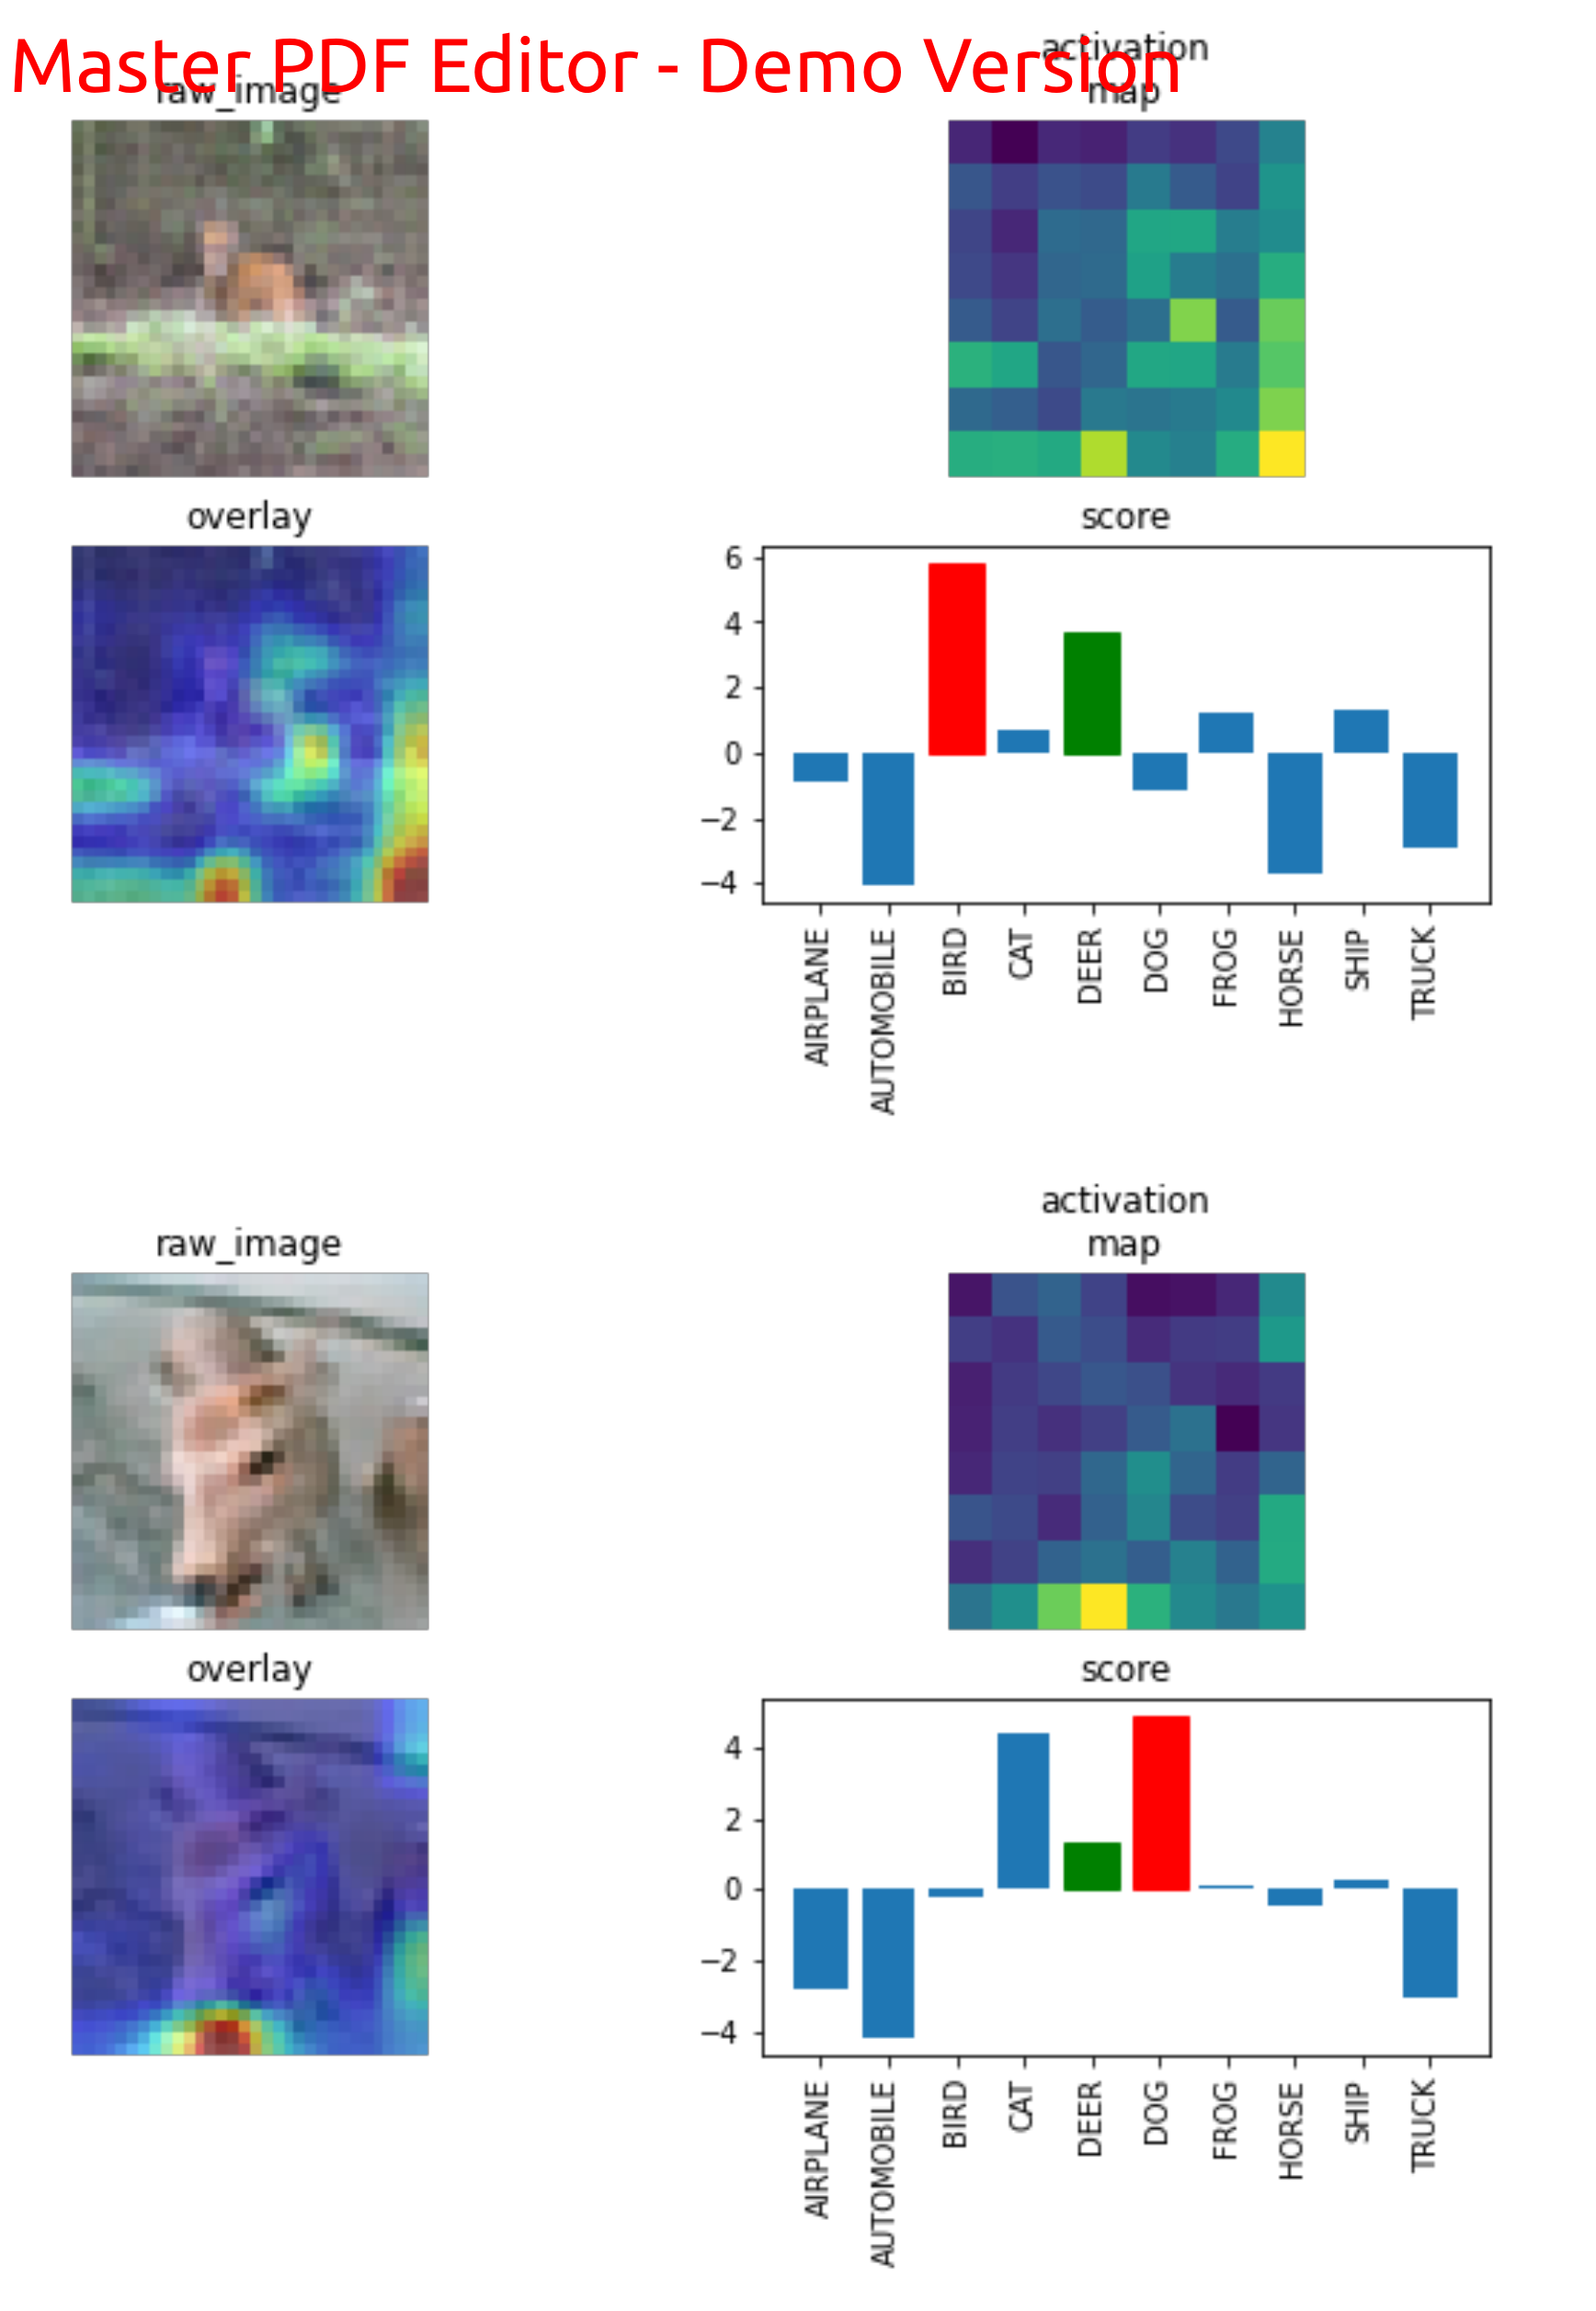 Master PDF Editor - Demo Version
raw_image
activation
map
overlay
score
6
4
2
0
−2
−4
AIRPLANE
AUTOMOBILE
BIRD
CAT
DEER
DOG
FROG
HORSE
SHIP
TRUCK
raw_image
activation
map
overlay
score
4
2
0
−2
−4
AIRPLANE
AUTOMOBILE
BIRD
CAT
DEER
DOG
FROG
HORSE
SHIP
TRUCK